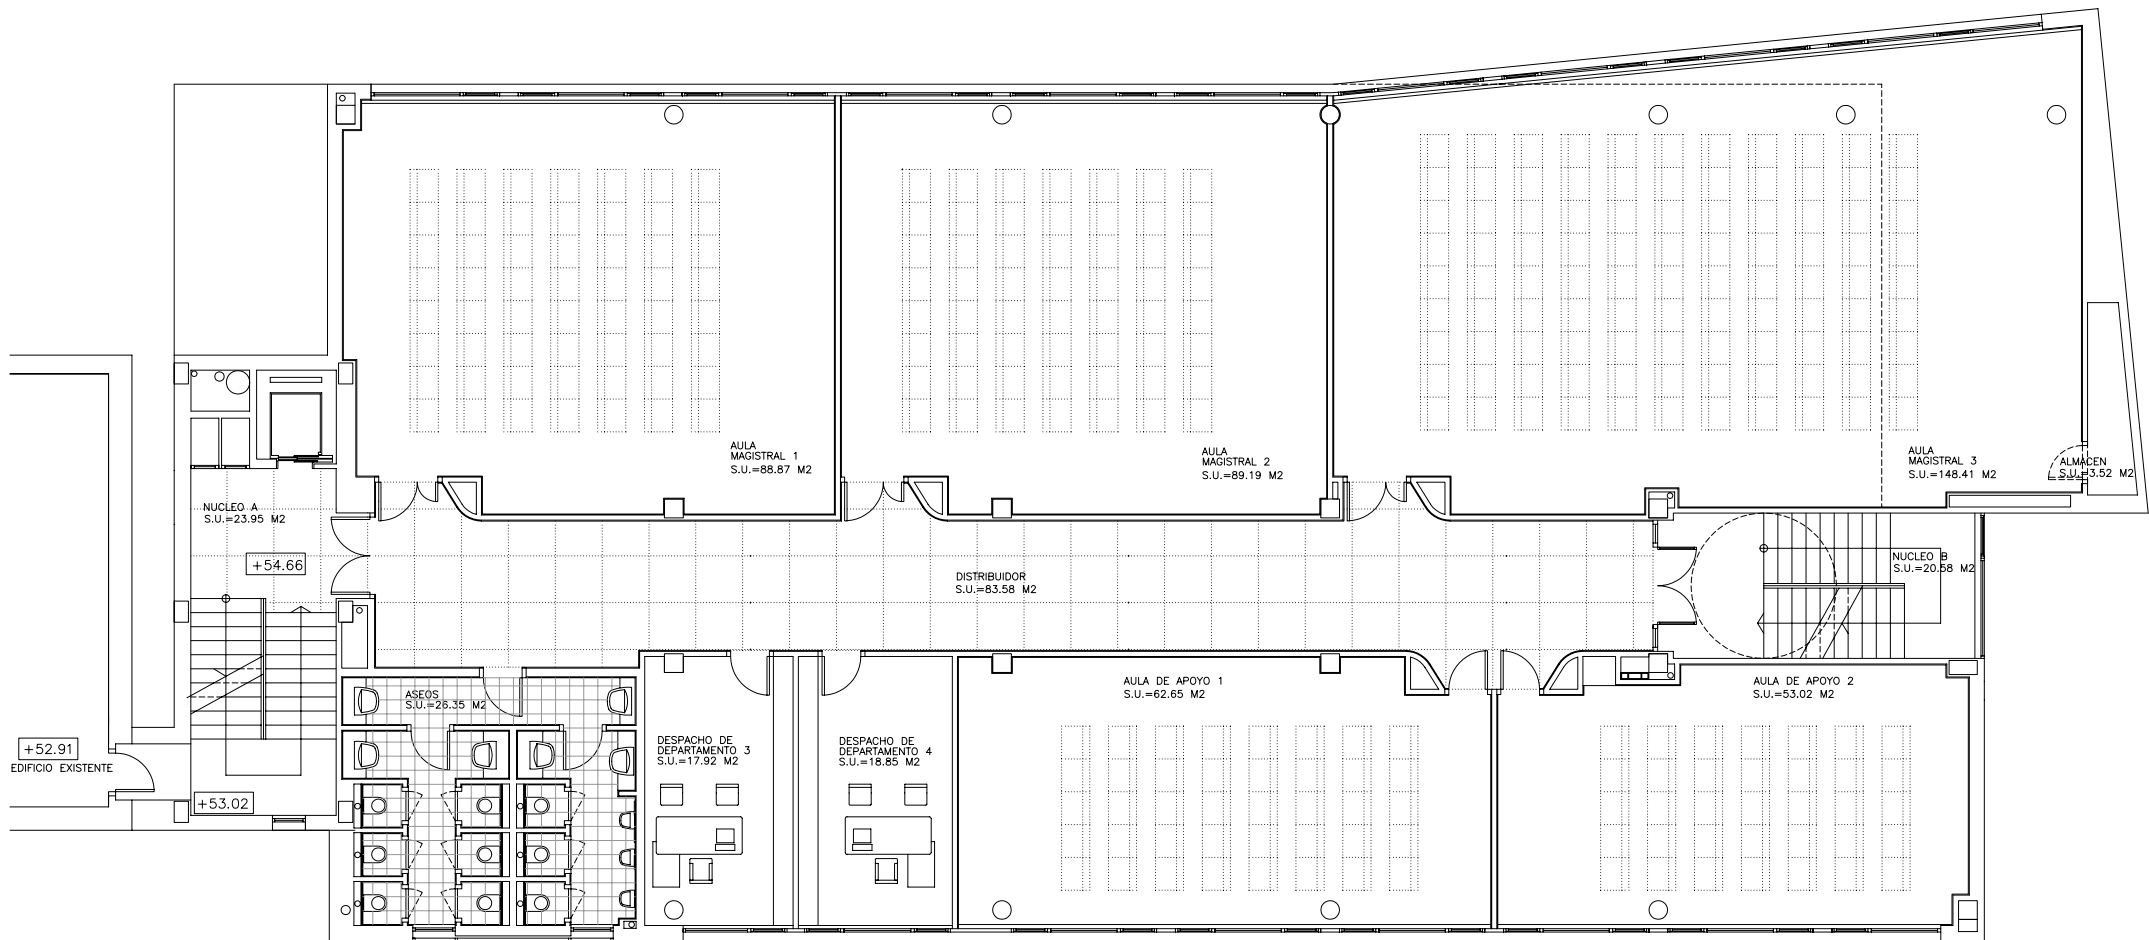 AULA
MAGISTRAL 1
S.U.=88.87 M2
AULA
MAGISTRAL 2
S.U.=89.19 M2
AULA
MAGISTRAL 3
S.U.=148.41 M2
ALMACEN
S.U.=3.52 M2
NUCLEO A
S.U.=23.95 M2
+54.66
DISTRIBUIDOR
S.U.=83.58 M2
NUCLEO B
S.U.=20.58 M2
ASEOS
S.U.=26.35 M2
AULA DE APOYO 1
S.U.=62.65 M2
AULA DE APOYO 2
S.U.=53.02 M2
+52.91
EDIFICIO EXISTENTE
DESPACHO DE
DEPARTAMENTO 3
S.U.=17.92 M2
DESPACHO DE
DEPARTAMENTO 4
S.U.=18.85 M2
+53.02